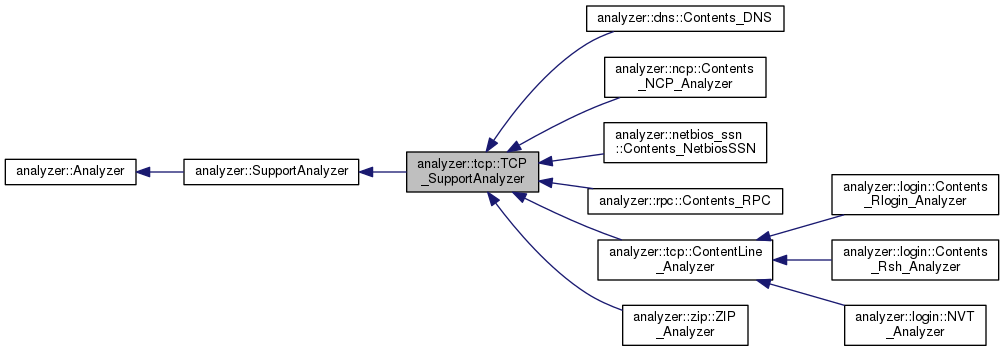 analyzer::Analyzer
analyzer::SupportAnalyzer
analyzer::tcp::TCP
_SupportAnalyzer
analyzer::dns::Contents_DNS
analyzer::ncp::Contents
_NCP_Analyzer
analyzer::netbios_ssn
::Contents_NetbiosSSN
analyzer::rpc::Contents_RPC
analyzer::tcp::ContentLine
_Analyzer
analyzer::zip::ZIP
_Analyzer
analyzer::login::Contents
_Rlogin_Analyzer
analyzer::login::Contents
_Rsh_Analyzer
analyzer::login::NVT
_Analyzer